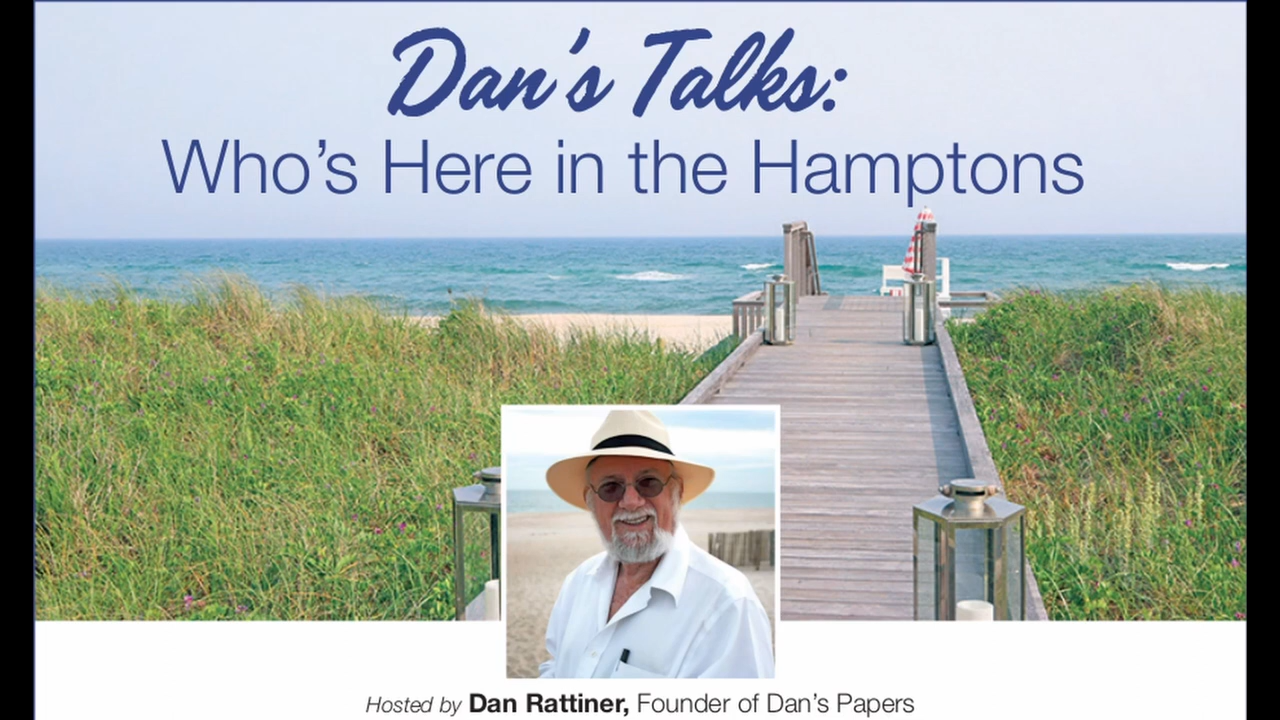 Dan's Talks:
Who's Here in the Hamptons
Hosted by Dan Rattiner, Founder of Dan's Papers